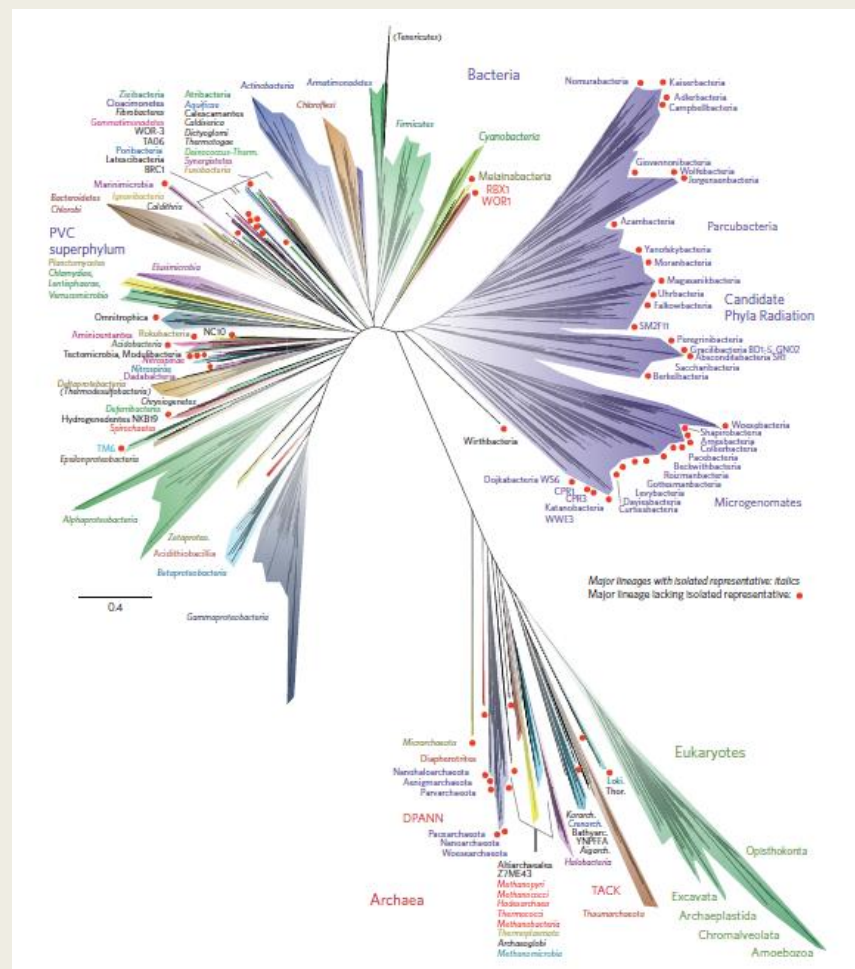 (Tenericutes)
Bacteria
Actinobacteria
Armatimonadetes
Chloroflexi
Firmicutes
Cyanobacteria
Melainabacteria
RBX1
WOR1
Zixibacteria
Cloacimonetes
Fibrobacteres
Gemmatimonadetes
WOR-3
TA06
Poribacteria
Latescibacteria
BRC1
Atribacteria
Aquificae
Calescamantes
Caldiserica
Dictyoglomi
Thermotogae
Deinococcus-Therm.
Synergistetes
Fusobacteria
Marinimicrobia
Ignavibacteria
Caldithrix
Bacteroidetes
Chlorobi
PVC
superphylum
Planctomycetes
Chlamydiae,
Lentisphaerae,
Verrucomicrobia
Elusimicrobia
Omnitrophica
Aminicenantes
Rokubacteria
NC10
Acidobacteria
Tectomicrobia, Modulibacteria
Nitrospinae
Nitrospirae
Dadabacteria
Deltaproteobacteria
(Thermodesulfobacteria)
Chrysiogenetes
Deferribacteres
Hydrogenedentes NKB19
Spirochaetes
TM6
Epsilonproteobacteria
Alphaproteobacteria
Zetaproteo.
Acidithiobacillia
Betaproteobacteria
Gammaproteobacteria
0.4
Nomurabacteria
Kaiserbacteria
Adlerbacteria
Campbellbacteria
Giovannonibacteria
Wolfebacteria
Jorgensenbacteria
Azambacteria
Parcubacteria
Yanofskybacteria
Moranbacteria
Magasanikbacteria
Uhrbacteria
Falkowbacteria
Candidate
Phyla Radiation
SM2F11
Peregrinibacteria
Gracilibacteria BD1-5, GN02
Absconditabacteria SR1
Saccharibacteria
Berkelbacteria
Woesebacteria
Shapirobacteria
Amesbacteria
Collierbacteria
Pacebacteria
Beckwithbacteria
Roizmanbacteria
Gottesmanbacteria
Levybacteria
Daviesbacteria
Curtissbacteria
Microgenomates
Wirthbacteria
Dojkabacteria WS6
CPR1
CPR3
Katanobacteria
WWE3
Major lineages with isolated representative: italics
Major lineage lacking isolated representative:
Micrarchaeota
Diapherotrites
Nanohaloarchaeota
Aenigmarchaeota
Parvarchaeota
DPANN
Pacearchaeota
Nanoarchaeota
Woesearchaeota
Archaea
Altiarchaeales
Z7ME43
Methanopyri
Methanococci
Hadesarchaea
Thermococci
Methanobacteria
Thermoplasmata
Archaeoglobi
Methanomicrobia
Halobacteria
Korarch.
Crenarch.
Bathyarc.
YNPFFA
Aigarch.
TACK
Thaumarchaeota
Loki.
Thor.
Eukaryotes
Opisthokonta
Excavata
Archaeplastida
Chromalveolata
Amoebozoa